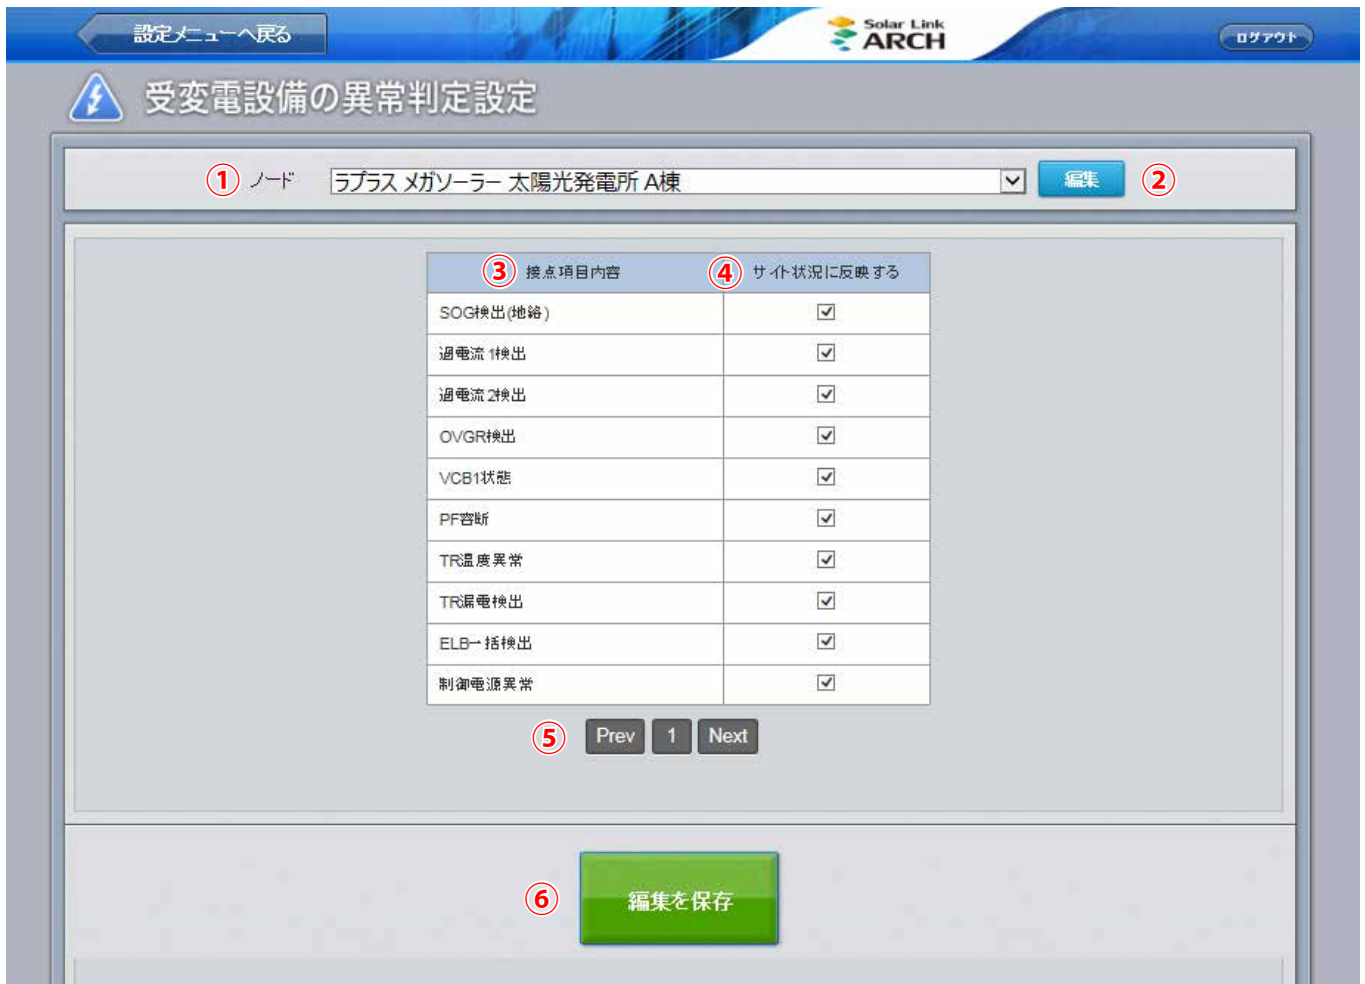 設定メニューへ戻る
Solar Link
ARCH
ログアウト
受変電設備の異常判定設定
① ノード ラプラス メガソーラー 太陽光発電所 A棟 編集 ②
③ 接点項目内容 ④ サイト状況に反映する
SOG検出(地絡)
過電流1検出
過電流2検出
OVGR検出
VCB1状態
PF容断
TR温度異常
TR漏電検出
ELB一括検出
制御電源異常
⑤ Prev 1 Next
⑥ 編集を保存